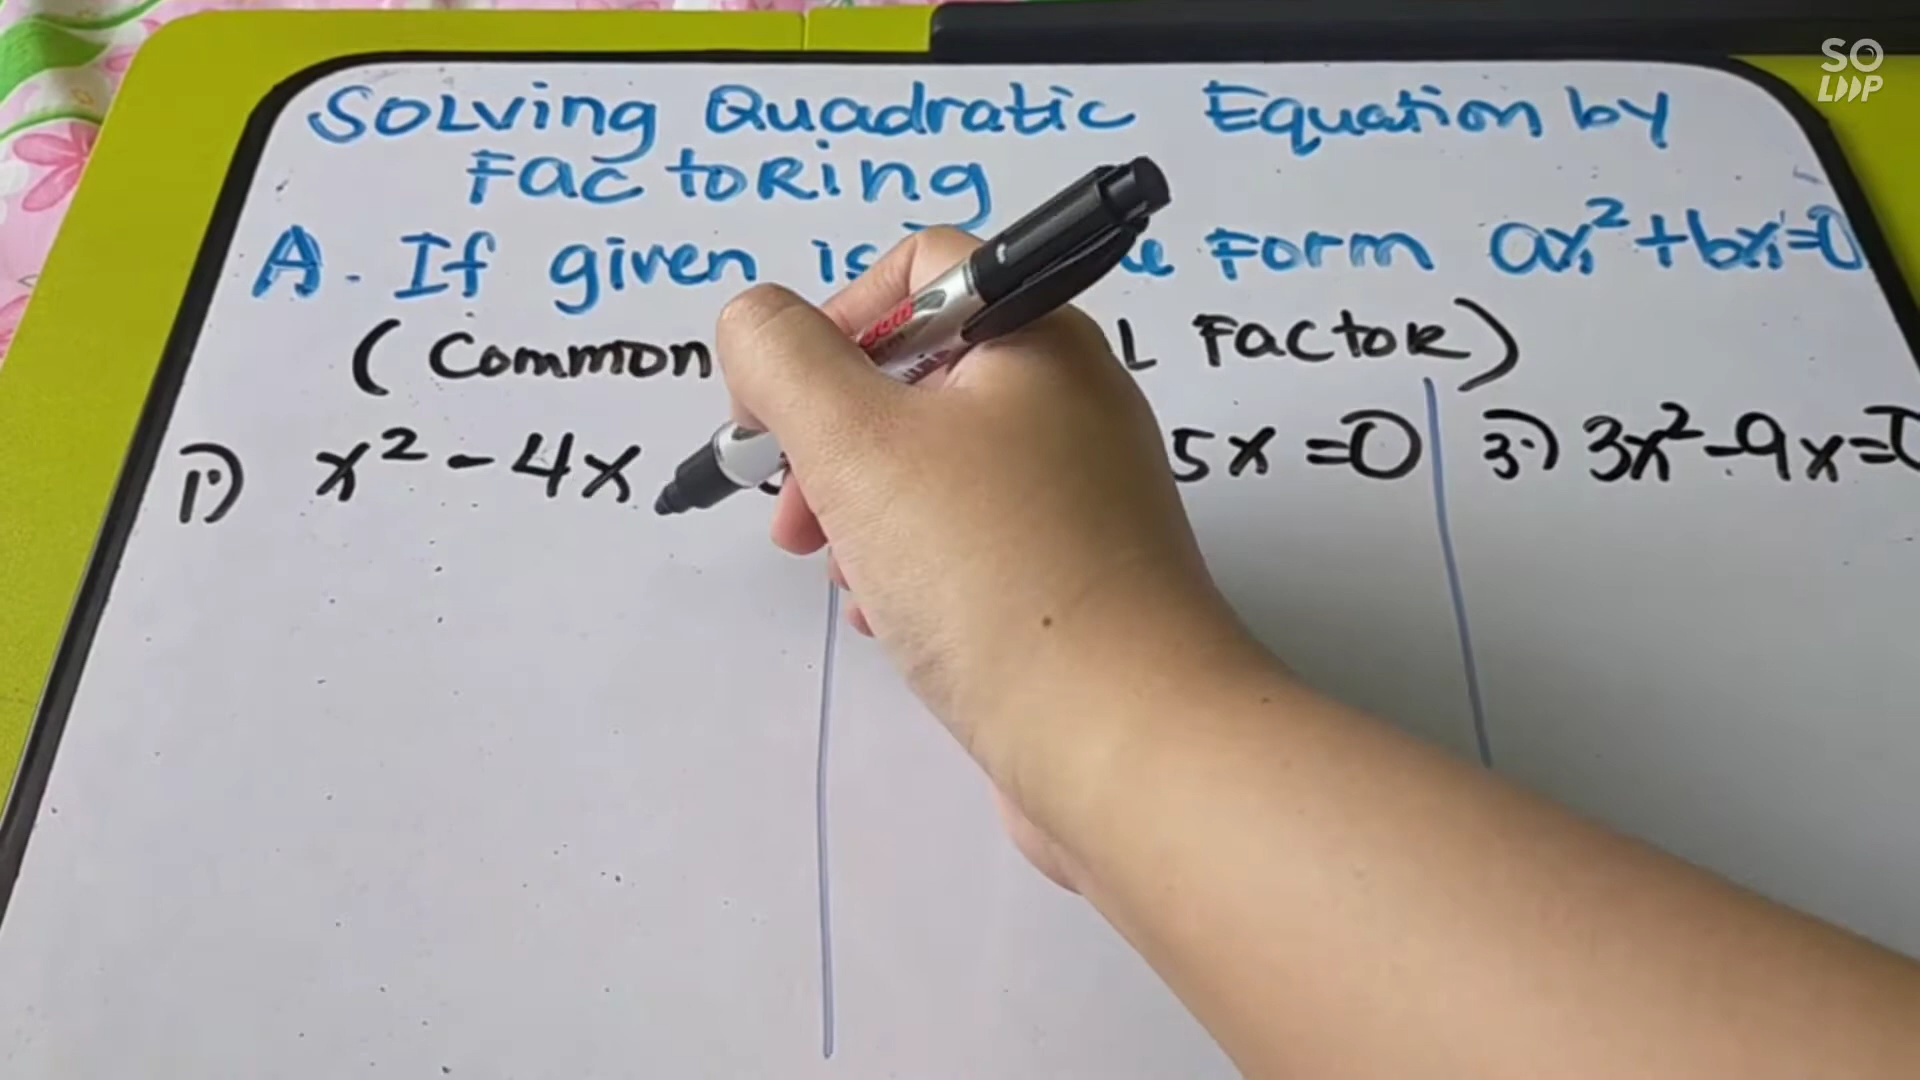 SOLVing Quadratic Equation by
Factoring
A. If given is Form ax²+bx=0
(Common Factor)
1.) x² - 4x
5x =0
3.) 3x²-9x=0
SO
LOOP